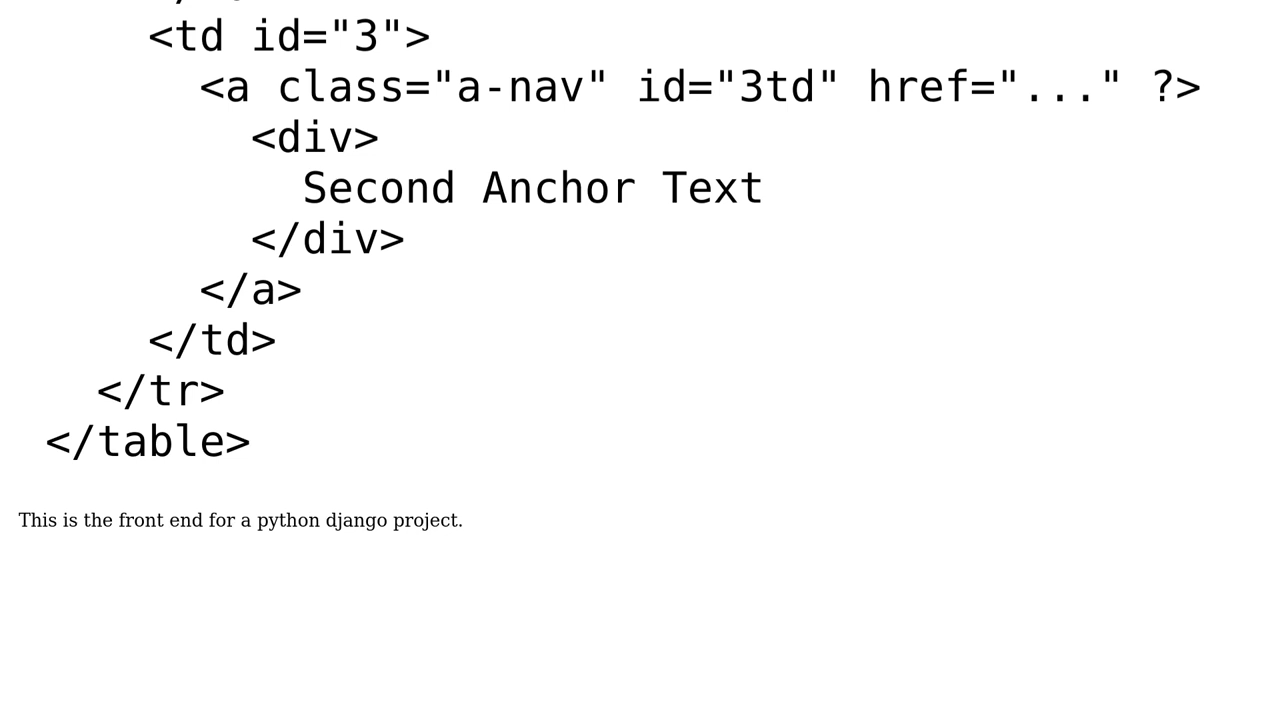 <td id="3">
<a class="a-nav" id="3td" href="..." ?>
<div>
Second Anchor Text
</div>
</a>
</td>
</tr>
</table>
This is the front end for a python django project.